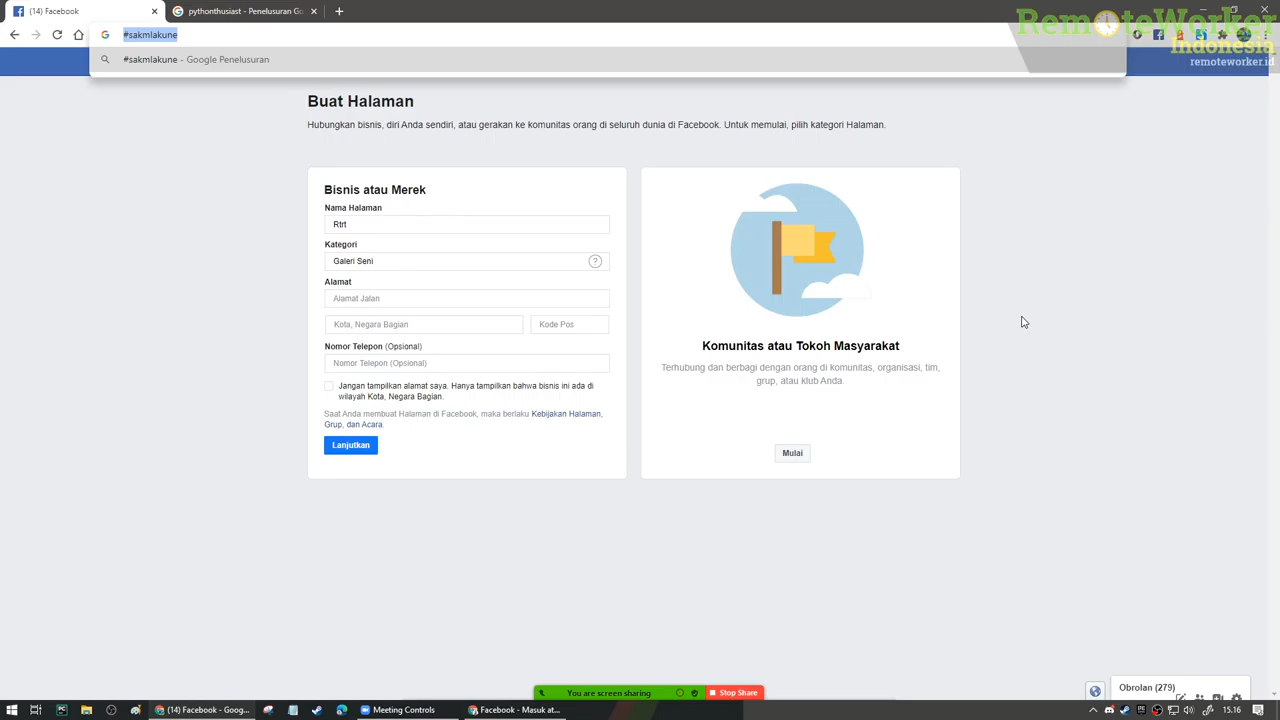 (14) Facebook
pythonthusiast - Penelusuran Go
RemoteWorker
Indonesia
remoteworker.id
#sakmlakune
#sakmlakune - Google Penelusuran
Buat Halaman
Hubungkan bisnis, diri Anda sendiri, atau gerakan ke komunitas orang di seluruh dunia di Facebook. Untuk memulai, pilih kategori Halaman.
Bisnis atau Merek
Nama Halaman
Rtrt
Kategori
Galeri Seni
?
Alamat
Alamat Jalan
Kota, Negara Bagian
Kode Pos
Nomor Telepon (Opsional)
Nomor Telepon (Opsional)
Jangan tampilkan alamat saya. Hanya tampilkan bahwa bisnis ini ada di
wilayah Kota, Negara Bagian.
Saat Anda membuat Halaman di Facebook, maka berlaku Kebijakan Halaman,
Grup, dan Acara.
Lanjutkan
Komunitas atau Tokoh Masyarakat
Terhubung dan berbagi dengan orang di komunitas, organisasi, tim,
grup, atau klub Anda.
Mulai
Obrolan (279)
You are screen sharing
Stop Share
(14) Facebook - Goog...
Meeting Controls
Facebook - Masuk at...
15.16